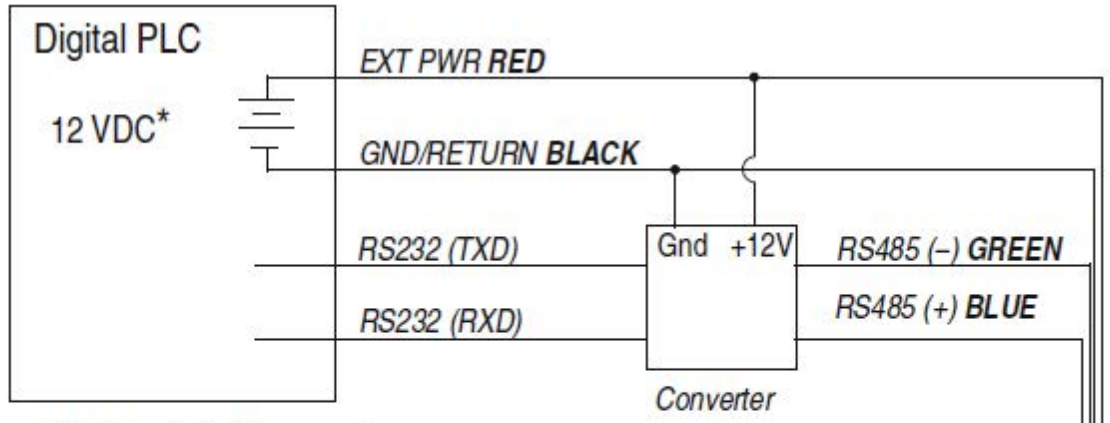 Digital PLC
12 VDC*
EXT PWR RED
GND/RETURN BLACK
RS232 (TXD)
RS232 (RXD)
Gnd +12V
RS485 (–) GREEN
RS485 (+) BLUE
Converter